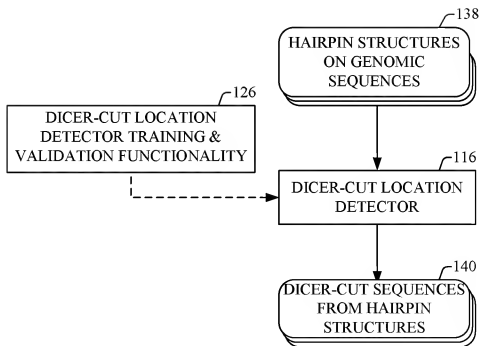 138
HAIRPIN STRUCTURES
ON GENOMIC
SEQUENCES
126
DICER-CUT LOCATION
DETECTOR TRAINING &
VALIDATION FUNCTIONALITY
116
DICER-CUT LOCATION
DETECTOR
140
DICER-CUT SEQUENCES
FROM HAIRPIN
STRUCTURES